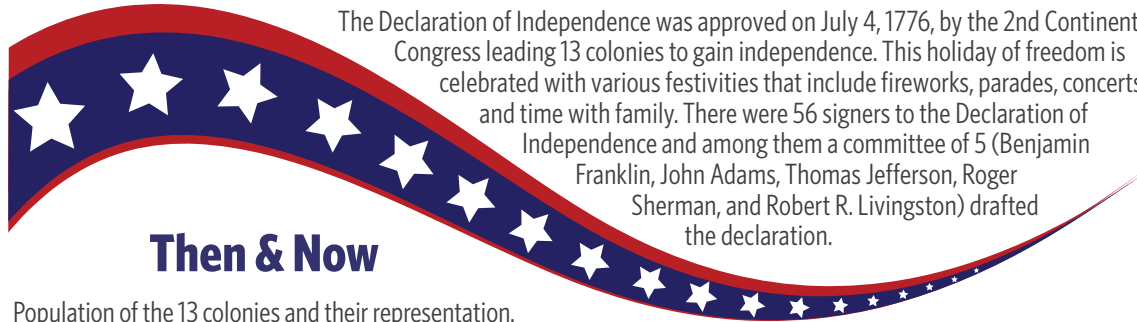 The Declaration of Independence was approved on July 4, 1776, by the 2nd Continent
Congress leading 13 colonies to gain independence. This holiday of freedom is
celebrated with various festivities that include fireworks, parades, concerts
and time with family. There were 56 signers to the Declaration of
Independence and among them a committee of 5 (Benjamin
Franklin, John Adams, Thomas Jefferson, Roger
Sherman, and Robert R. Livingston) drafted
the declaration.
Then & Now
Population of the 13 colonies and their representation.